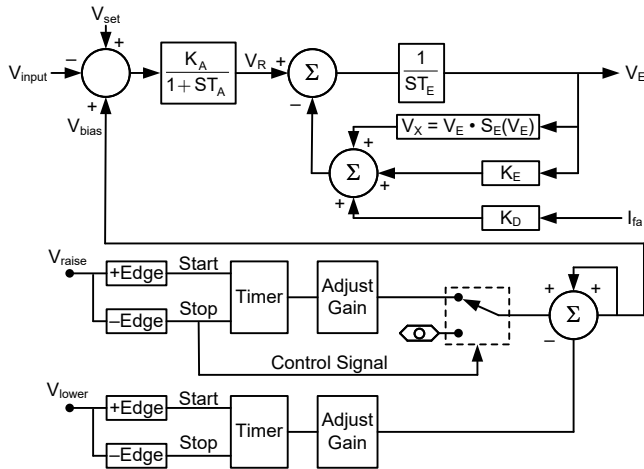 V_set
V_input
−
+
+
V_bias
K_A
1 + ST_A
V_R
+
−
Σ
1
ST_E
V_E
V_X = V_E • S_E(V_E)
+
+
+
Σ
K_E
K_D
I_fa
V_raise
+Edge
Start
−Edge
Stop
Timer
Adjust
Gain
O
Control Signal
+
+
−
Σ
V_lower
+Edge
Start
−Edge
Stop
Timer
Adjust
Gain